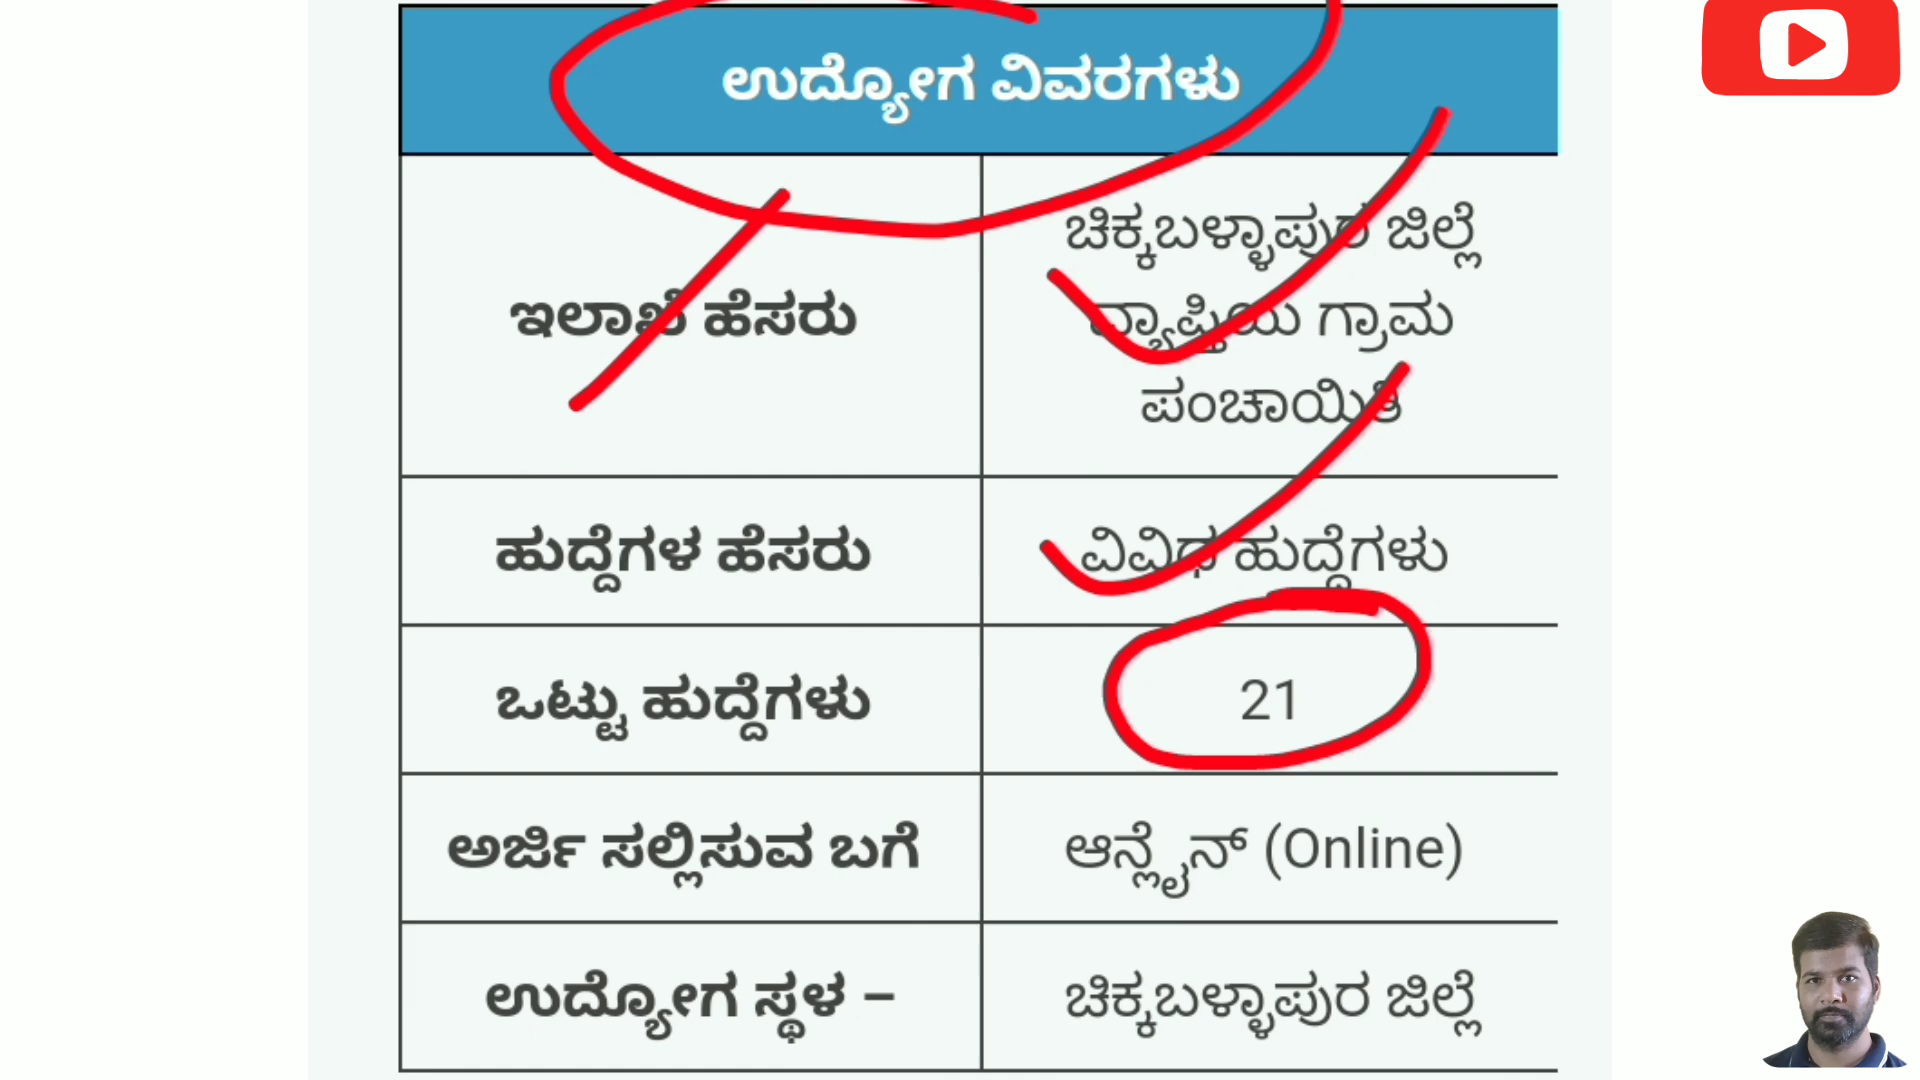 ಉದ್ಯೋಗ ವಿವರಗಳು
ಇಲಾಖೆ ಹೆಸರು
ಚಿಕ್ಕಬಳ್ಳಾಪುರ ಜಿಲ್ಲೆ
ವ್ಯಾಪ್ತಿಯ ಗ್ರಾಮ
ಪಂಚಾಯಿತಿ
ಹುದ್ದೆಗಳ ಹೆಸರು
ವಿವಿಧ ಹುದ್ದೆಗಳು
ಒಟ್ಟು ಹುದ್ದೆಗಳು
21
ಅರ್ಜಿ ಸಲ್ಲಿಸುವ ಬಗೆ
ಆನ್ಲೈನ್ (Online)
ಉದ್ಯೋಗ ಸ್ಥಳ –
ಚಿಕ್ಕಬಳ್ಳಾಪುರ ಜಿಲ್ಲೆ